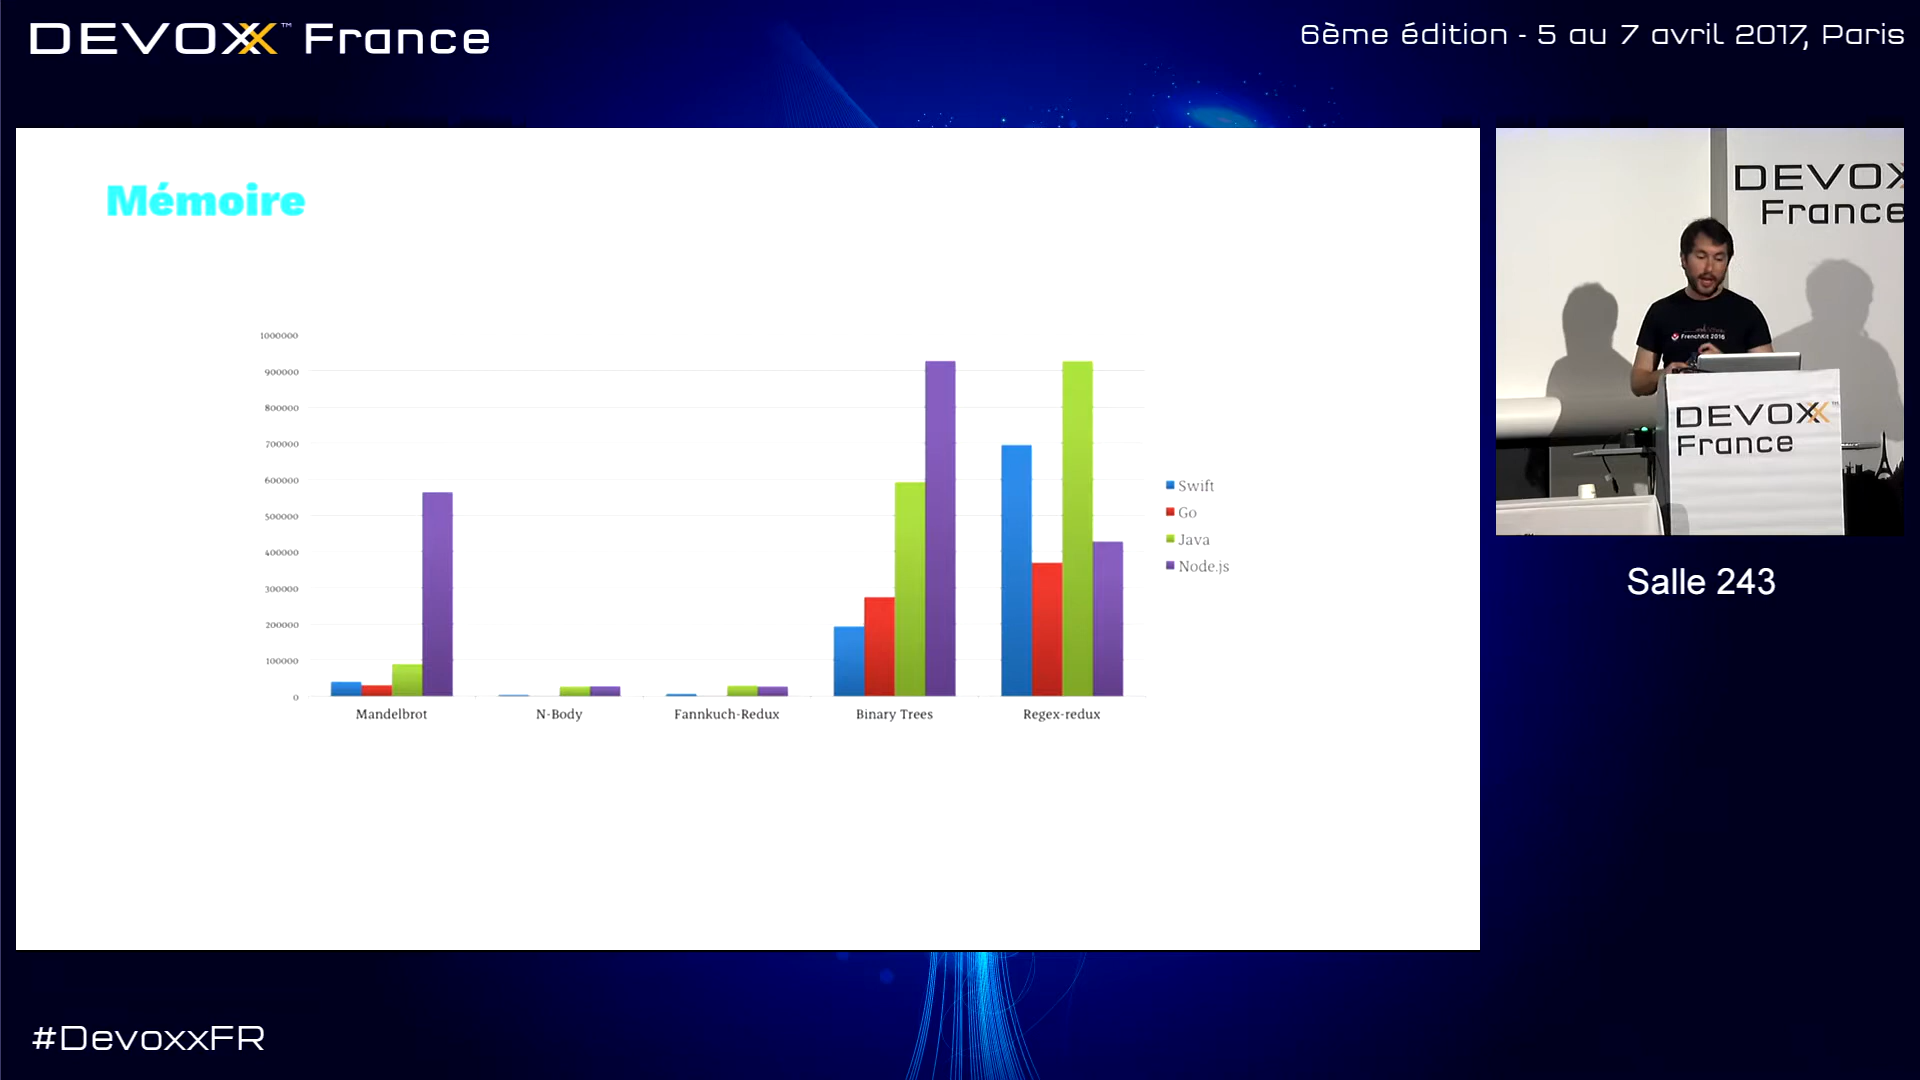 DEVOXX™ France
6ème édition - 5 au 7 avril 2017, Paris
Mémoire
1000000
900000
800000
700000
600000
500000
400000
300000
200000
100000
0
Mandelbrot
N-Body
Fannkuch-Redux
Binary Trees
Regex-redux
Swift
Go
Java
Node.js
DEVOX
France
FrenchKit 2016
DEVOXX™
France
Salle 243
#DevoxxFR